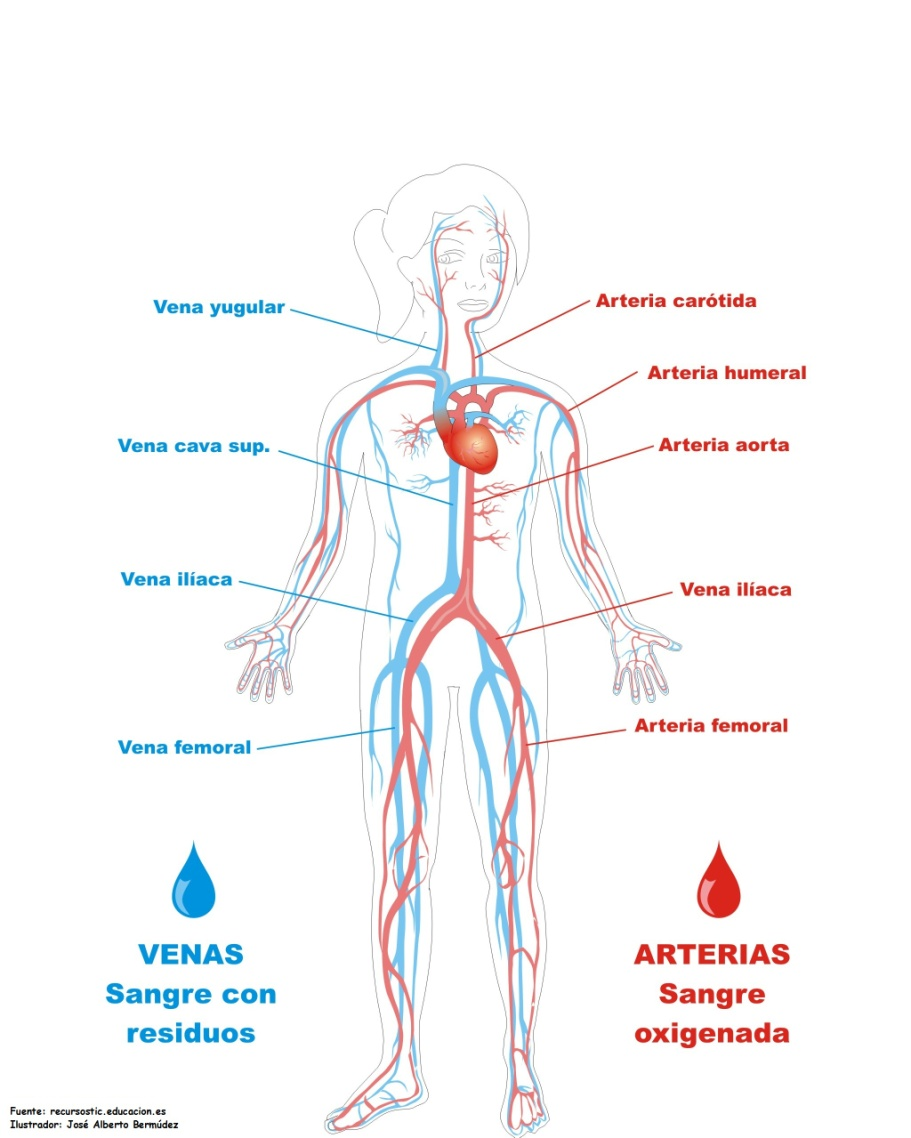 Vena yugular
Arteria carótida
Arteria humeral
Vena cava sup.
Arteria aorta
Vena ilíaca
Vena ilíaca
Arteria femoral
Vena femoral
VENAS
Sangre con
residuos
ARTERIAS
Sangre
oxigenada
Fuente: recursostic.educacion.es
Ilustrador: José Alberto Bermúdez